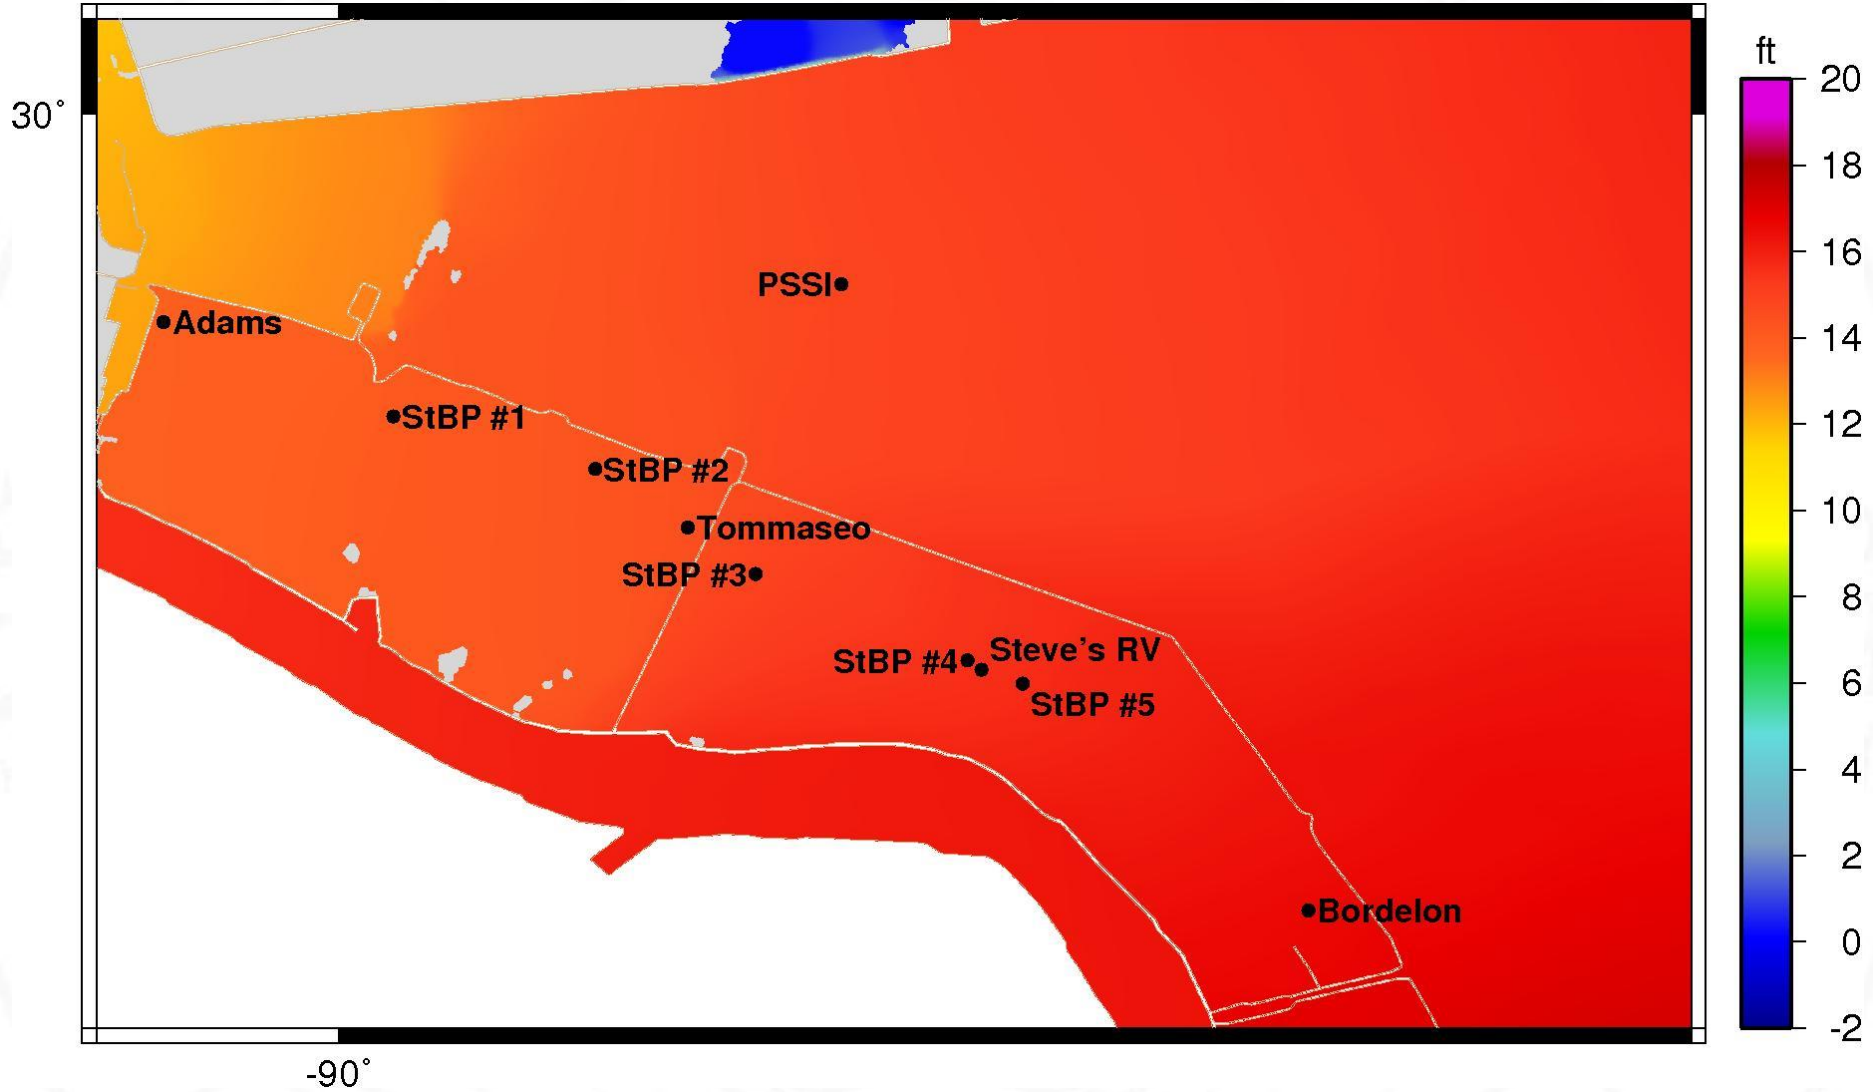 ft
20
30°
18
16
PSSI
Adams
14
StBP #1
12
StBP #2
10
Tommaseo
StBP #3
8
Steve's RV
StBP #4
6
StBP #5
4
2
Bordelon
0
-2
-90°